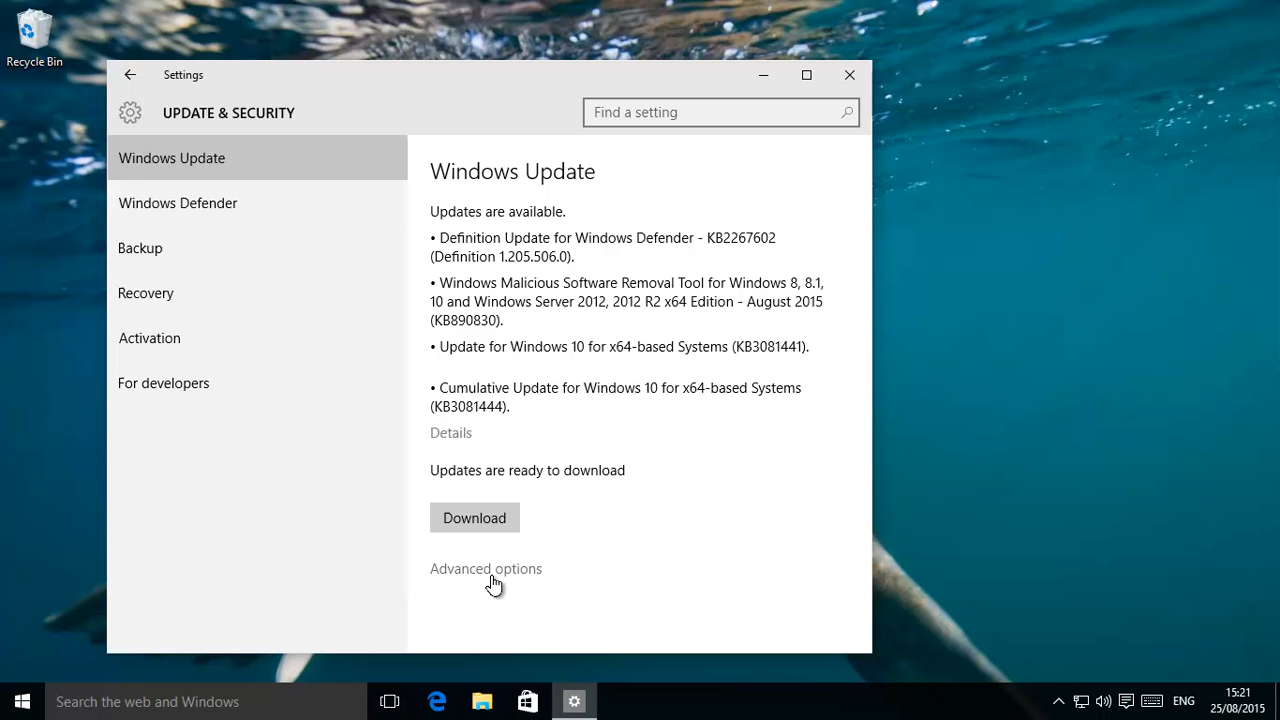 Recycle Bin
Settings
UPDATE & SECURITY
Find a setting
Windows Update
Windows Defender
Backup
Recovery
Activation
For developers
Windows Update
Updates are available.
• Definition Update for Windows Defender - KB2267602
(Definition 1.205.506.0).
• Windows Malicious Software Removal Tool for Windows 8, 8.1,
10 and Windows Server 2012, 2012 R2 x64 Edition - August 2015
(KB890830).
• Update for Windows 10 for x64-based Systems (KB3081441).
• Cumulative Update for Windows 10 for x64-based Systems
(KB3081444).
Details
Updates are ready to download
Download
Advanced options
Search the web and Windows
ENG
15:21
25/08/2015